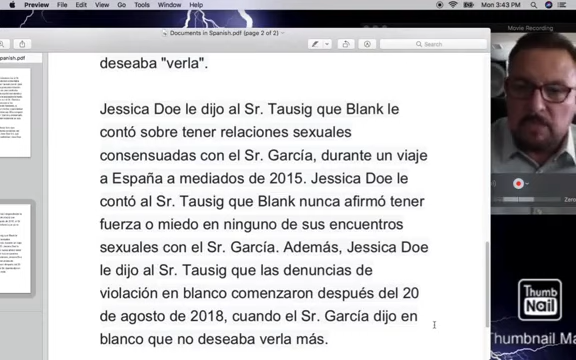 Preview File Edit View Go Tools Window Help Mon 3:43 PM
Movie Recording
Documents in Spanish.pdf (page 2 of 2)
Search
spanish.pdf
deseaba "verla".
Jessica Doe le dijo al Sr. Tausig que Blank le
contó sobre tener relaciones sexuales
consensuadas con el Sr. García, durante un viaje
a España a mediados de 2015. Jessica Doe le
contó al Sr. Tausig que Blank nunca afirmó tener
fuerza o miedo en ninguno de sus encuentros
sexuales con el Sr. García. Además, Jessica Doe
le dijo al Sr. Tausig que las denuncias de
violación en blanco comenzaron después del 20
de agosto de 2018, cuando el Sr. García dijo en
blanco que no deseaba verla más.
Thumb
Nail
Thumbnail Ma